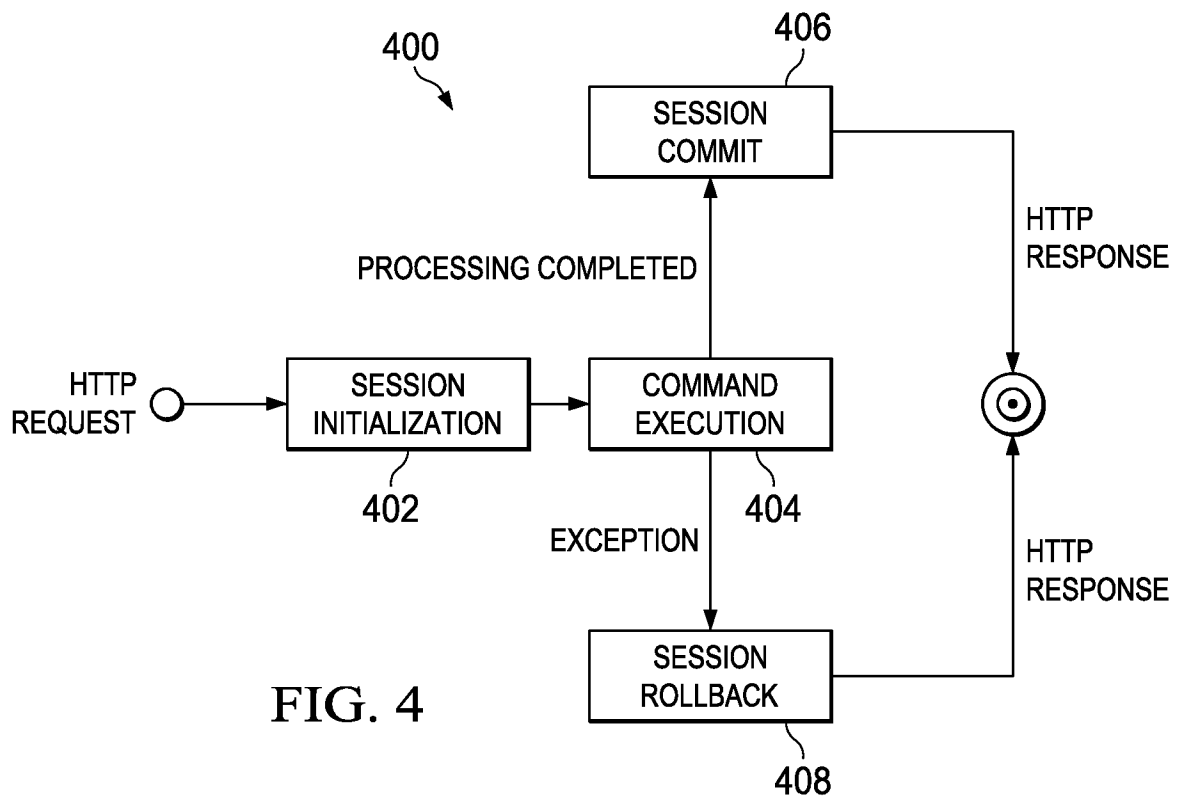 400
406
SESSION
COMMIT
HTTP
RESPONSE
PROCESSING COMPLETED
HTTP
REQUEST
SESSION
INITIALIZATION
COMMAND
EXECUTION
402
404
EXCEPTION
HTTP
RESPONSE
SESSION
ROLLBACK
FIG. 4
408